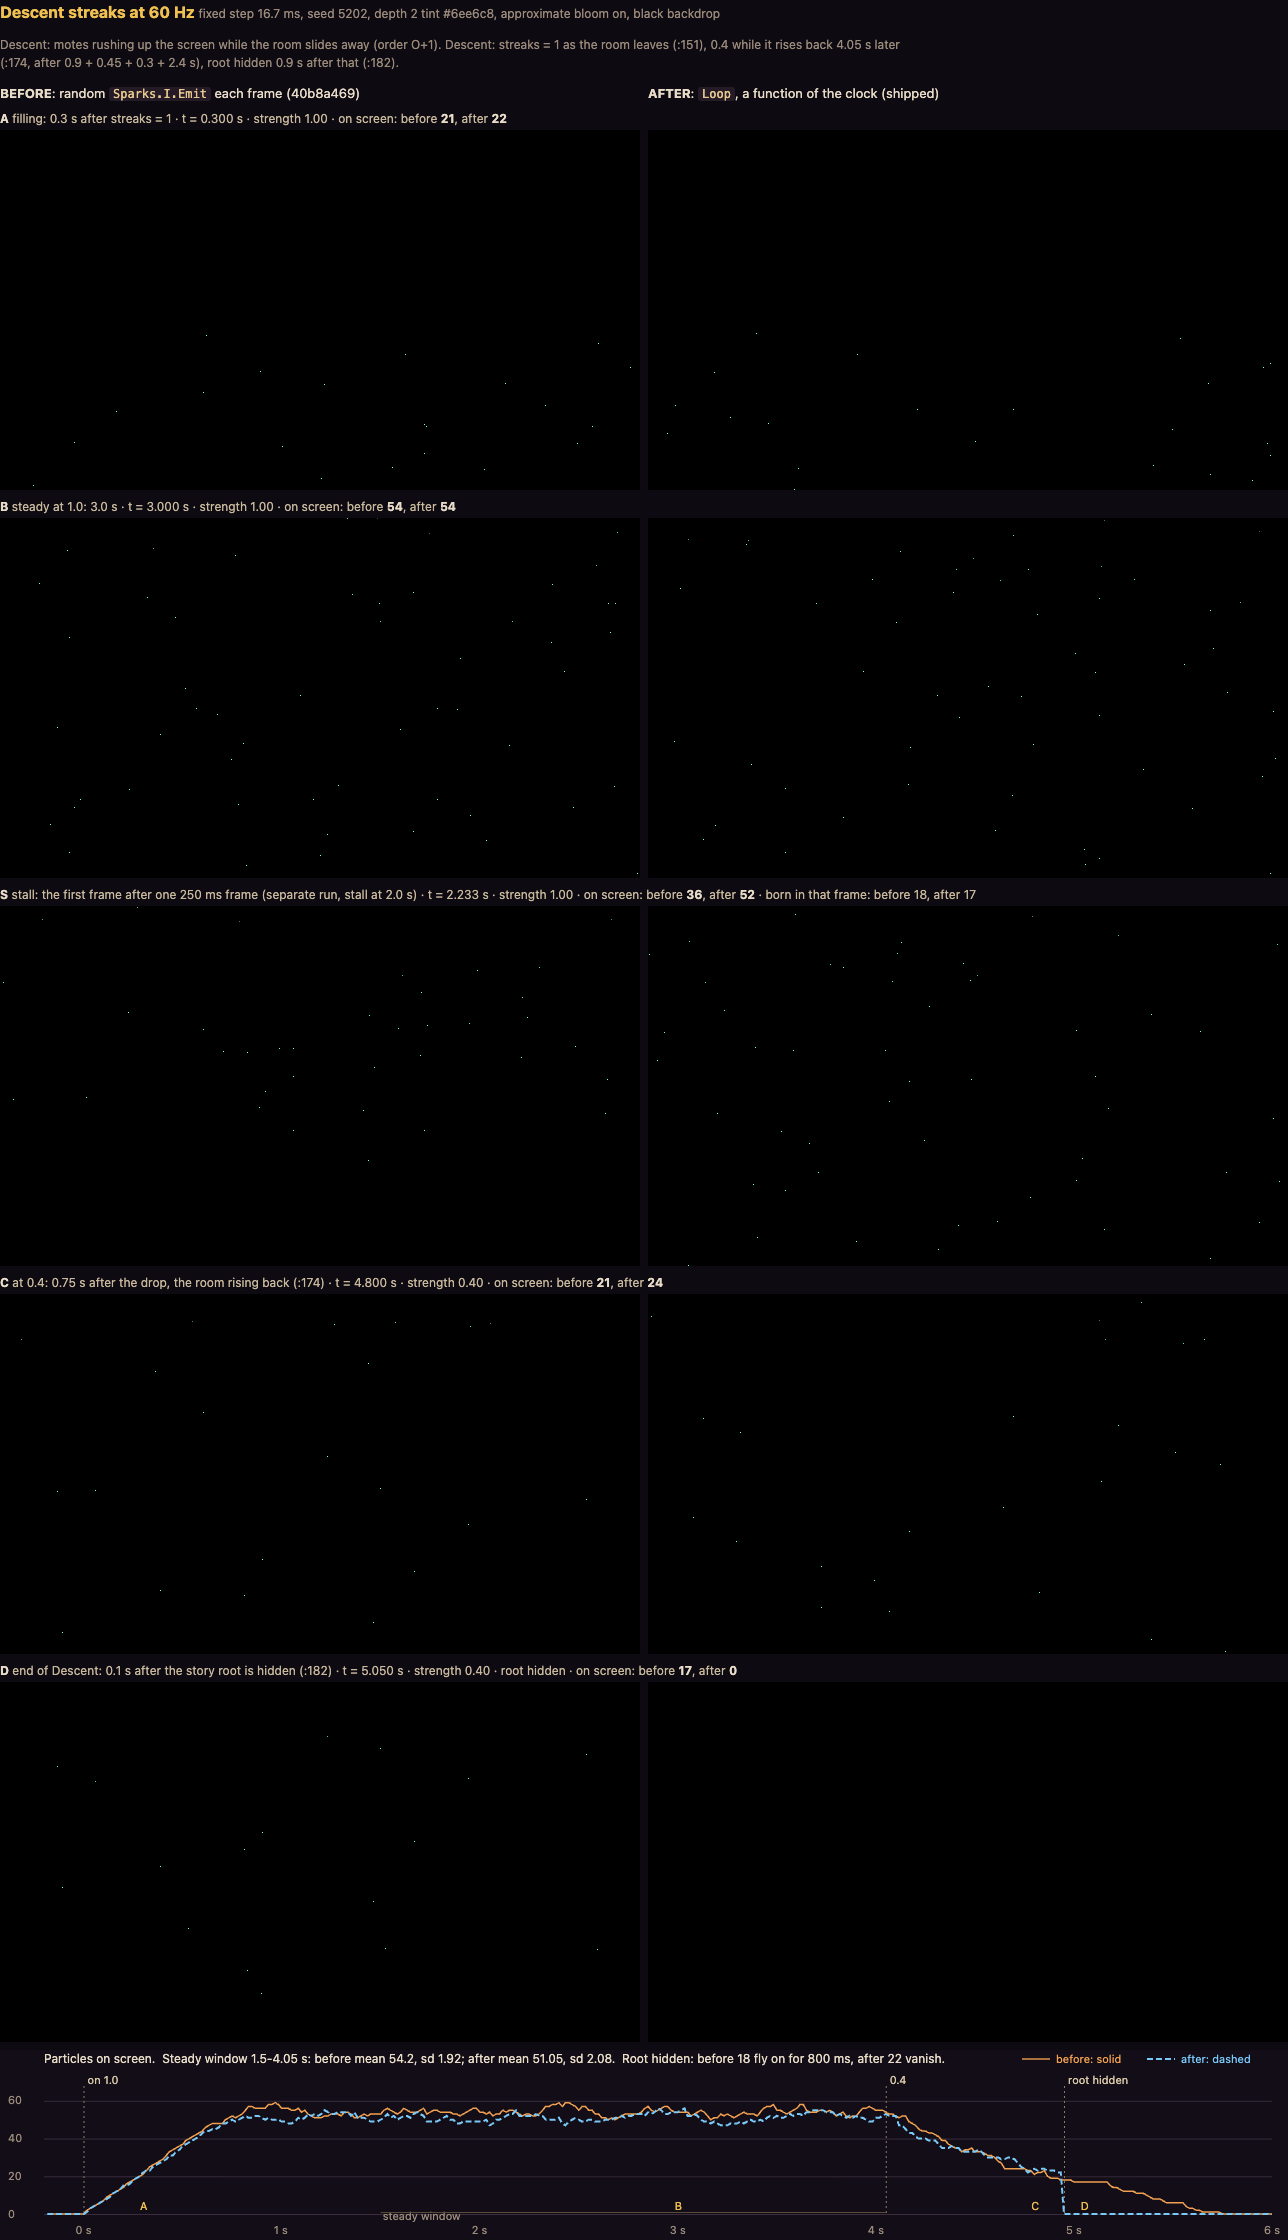 Descent streaks at 60 Hz fixed step 16.7 ms, seed 5202, depth 2 tint #6ee6c8, approximate bloom on, black backdrop
Descent: motes rushing up the screen while the room slides away (order O+1). Descent: streaks = 1 as the room leaves (:151), 0.4 while it rises back 4.05 s later
(:174, after 0.9 + 0.45 + 0.3 + 2.4 s), root hidden 0.9 s after that (:182).
BEFORE: random Sparks.I.Emit each frame (40b8a469)
AFTER: Loop, a function of the clock (shipped)
A filling: 0.3 s after streaks = 1 · t = 0.300 s · strength 1.00 · on screen: before 21, after 22
B steady at 1.0: 3.0 s · t = 3.000 s · strength 1.00 · on screen: before 54, after 54
S stall: the first frame after one 250 ms frame (separate run, stall at 2.0 s) · t = 2.233 s · strength 1.00 · on screen: before 36, after 52 · born in that frame: before 18, after 17
C at 0.4: 0.75 s after the drop, the room rising back (:174) · t = 4.800 s · strength 0.40 · on screen: before 21, after 24
D end of Descent: 0.1 s after the story root is hidden (:182) · t = 5.050 s · strength 0.40 · root hidden · on screen: before 17, after 0
Particles on screen. Steady window 1.5-4.05 s: before mean 54.2, sd 1.92; after mean 51.05, sd 2.08. Root hidden: before 18 fly on for 800 ms, after 22 vanish.
before: solid
after: dashed
on 1.0
0.4
root hidden
60
40
20
0
A
B
C
D
steady window
0 s
1 s
2 s
3 s
4 s
5 s
6 s